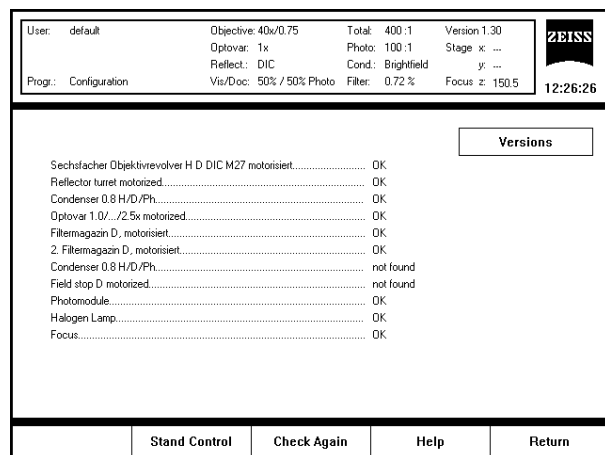 User: default Objective: 40x/0.75 Total: 400 :1 Version 1.30
Optovar: 1x Photo: 100 :1 Stage x: ...
Reflect.: DIC Cond.: Brightfield y: ...
Progr.: Configuration Vis/Doc: 50% / 50% Photo Filter: 0.72 % Focus z: 150.5
ZEISS
12:26:26
Versions
Sechsfacher Objektivrevolver H D DIC M27 motorisiert............................ OK
Reflector turret motorized................................................................................ OK
Condenser 0.8 H/D/Ph..................................................................................... OK
Optovar 1.0/.../2.5x motorized......................................................................... OK
Filtermagazin D, motorisiert.............................................................................. OK
2. Filtermagazin D, motorisiert.......................................................................... OK
Condenser 0.8 H/D/Ph..................................................................................... not found
Field stop D motorized...................................................................................... not found
Photomodule..................................................................................................... OK
Halogen Lamp.................................................................................................... OK
Focus................................................................................................................. OK
Stand Control Check Again Help Return